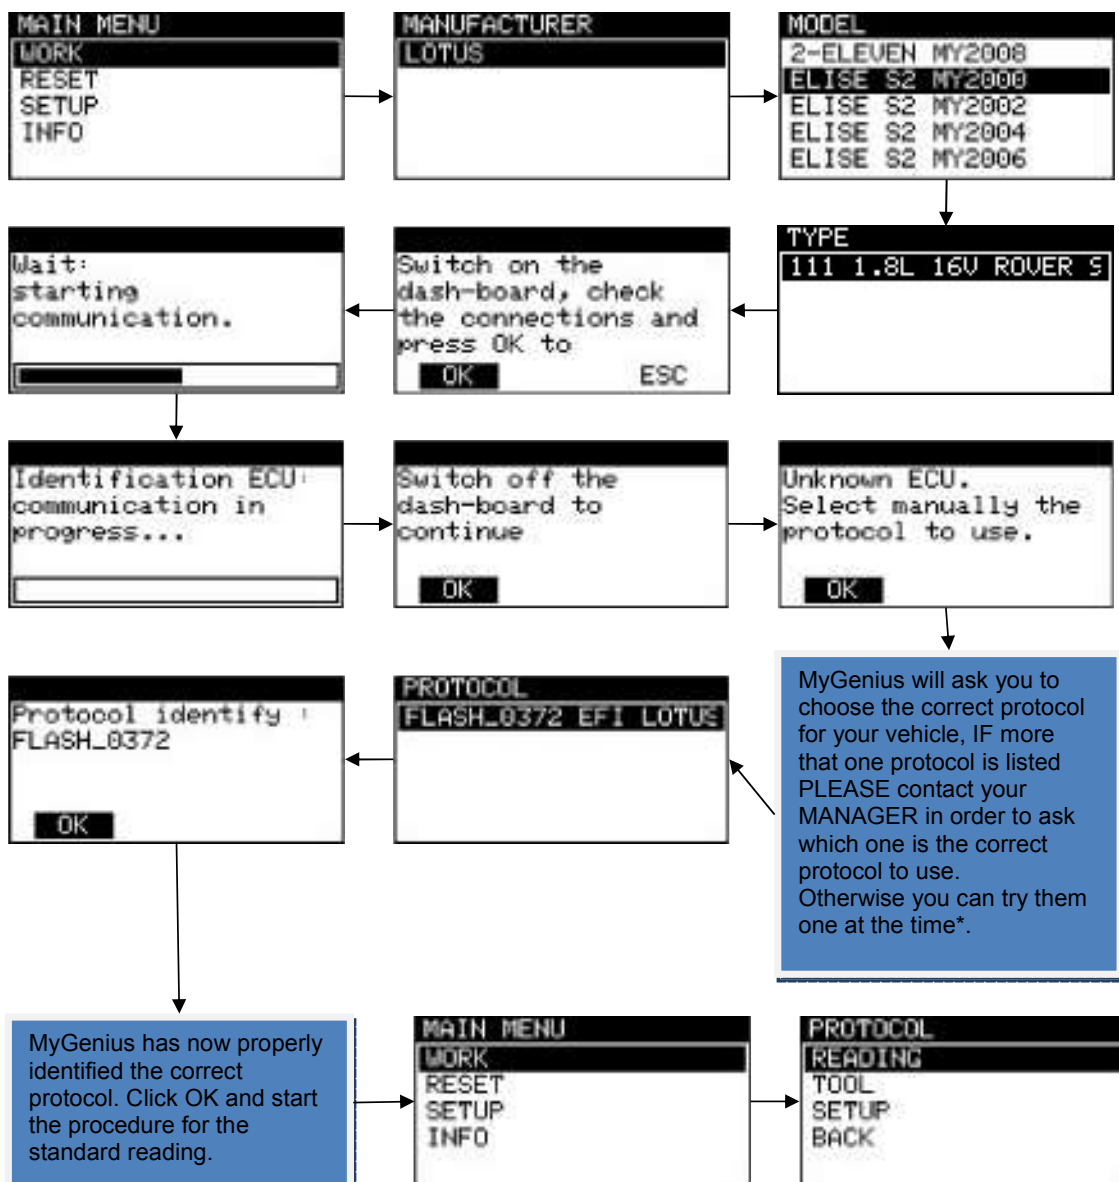 MAIN MENU
WORK
RESET
SETUP
INFO
MANUFACTURER
LOTUS
MODEL
2-ELEVEN MY2008
ELISE S2 MY2000
ELISE S2 MY2002
ELISE S2 MY2004
ELISE S2 MY2006
TYPE
111 1.8L 16V ROVER S
Switch on the
dash-board, check
the connections and
press OK to
OK ESC
Wait:
starting
communication.
Identification ECU:
communication in
progress...
Switch off the
dash-board to
continue
OK
Unknown ECU.
Select manually the
protocol to use.
OK
MyGenius will ask you to
choose the correct protocol
for your vehicle, IF more
that one protocol is listed
PLEASE contact your
MANAGER in order to ask
which one is the correct
protocol to use.
Otherwise you can try them
one at the time*.
PROTOCOL
FLASH_0372 EFI LOTUS
Protocol identify :
FLASH_0372
OK
MyGenius has now properly
identified the correct
protocol. Click OK and start
the procedure for the
standard reading.
MAIN MENU
WORK
RESET
SETUP
INFO
PROTOCOL
READING
TOOL
SETUP
BACK